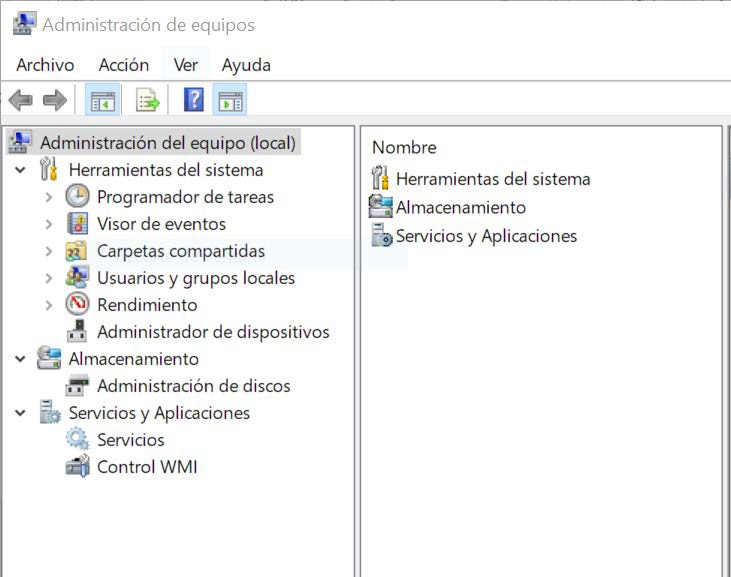 Administración de equipos
Archivo Acción Ver Ayuda
?
Administración del equipo (local)
Herramientas del sistema
Programador de tareas
Visor de eventos
Carpetas compartidas
Usuarios y grupos locales
Rendimiento
Administrador de dispositivos
Almacenamiento
Administración de discos
Servicios y Aplicaciones
Servicios
Control WMI
Nombre
Herramientas del sistema
Almacenamiento
Servicios y Aplicaciones